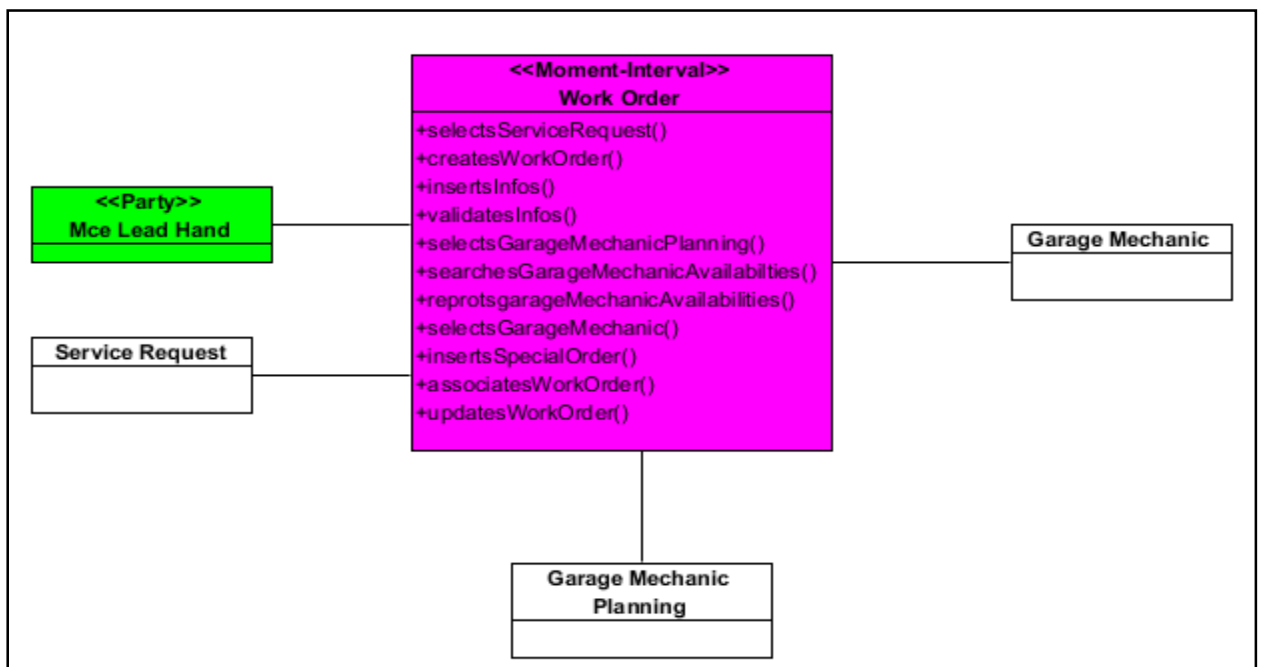 <<Moment-Interval>>
Work Order
+selectsServiceRequest()
+createsWorkOrder()
+insertsInfos()
+validatesInfos()
+selectsGarageMechanicPlanning()
+searchesGarageMechanicAvailabilties()
+reprotsgarageMechanicAvailabilities()
+selectsGarageMechanic()
+insertsSpecialOrder()
+associatesWorkOrder()
+updatesWorkOrder()
<<Party>>
Mce Lead Hand
Service Request
Garage Mechanic
Garage Mechanic
Planning